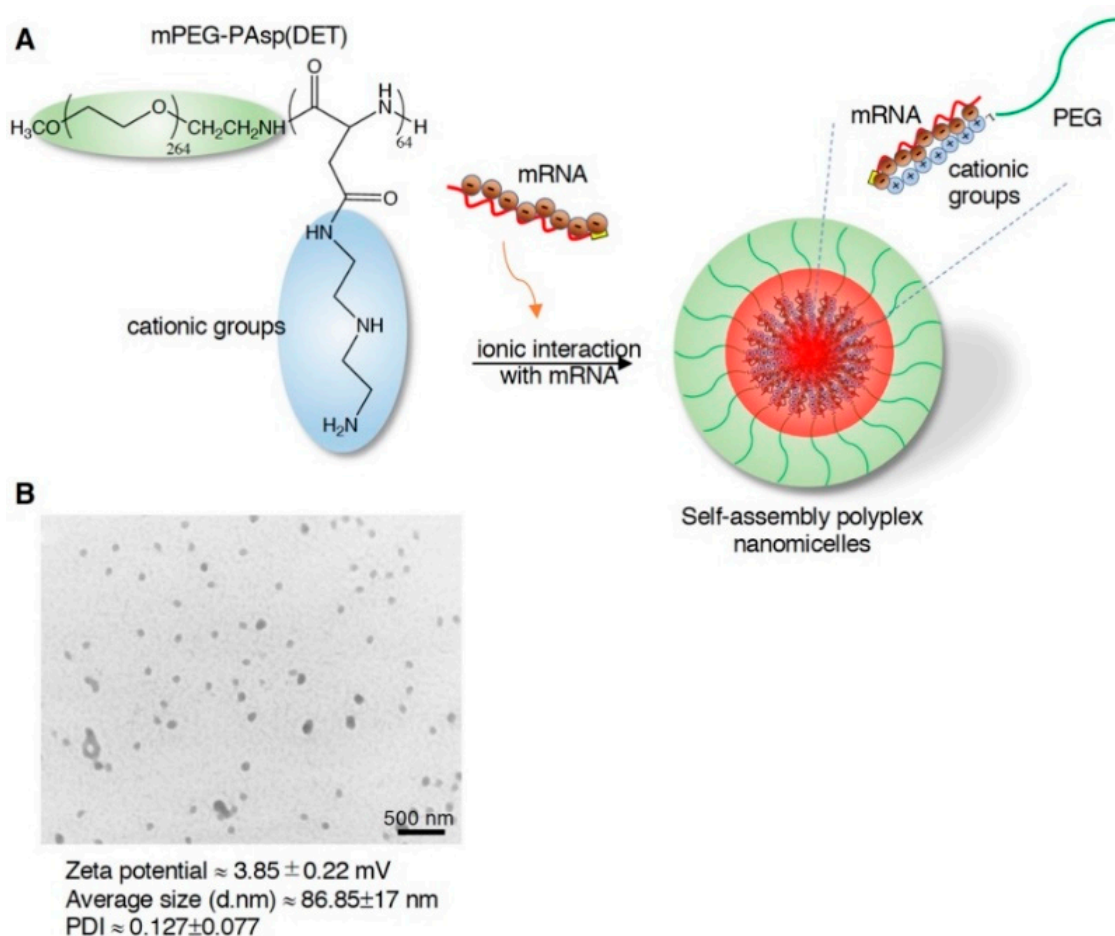 A
mPEG-PAsp(DET)
H₃CO
O
264
CH₂CH₂NH
O
H
N
64
H
O
HN
NH
H₂N
cationic groups
mRNA
ionic interaction
with mRNA
mRNA
PEG
cationic
groups
Self-assembly polyplex
nanomicelles
B
500 nm
Zeta potential ≈ 3.85 ±0.22 mV
Average size (d.nm) ≈ 86.85±17 nm
PDI ≈ 0.127±0.077